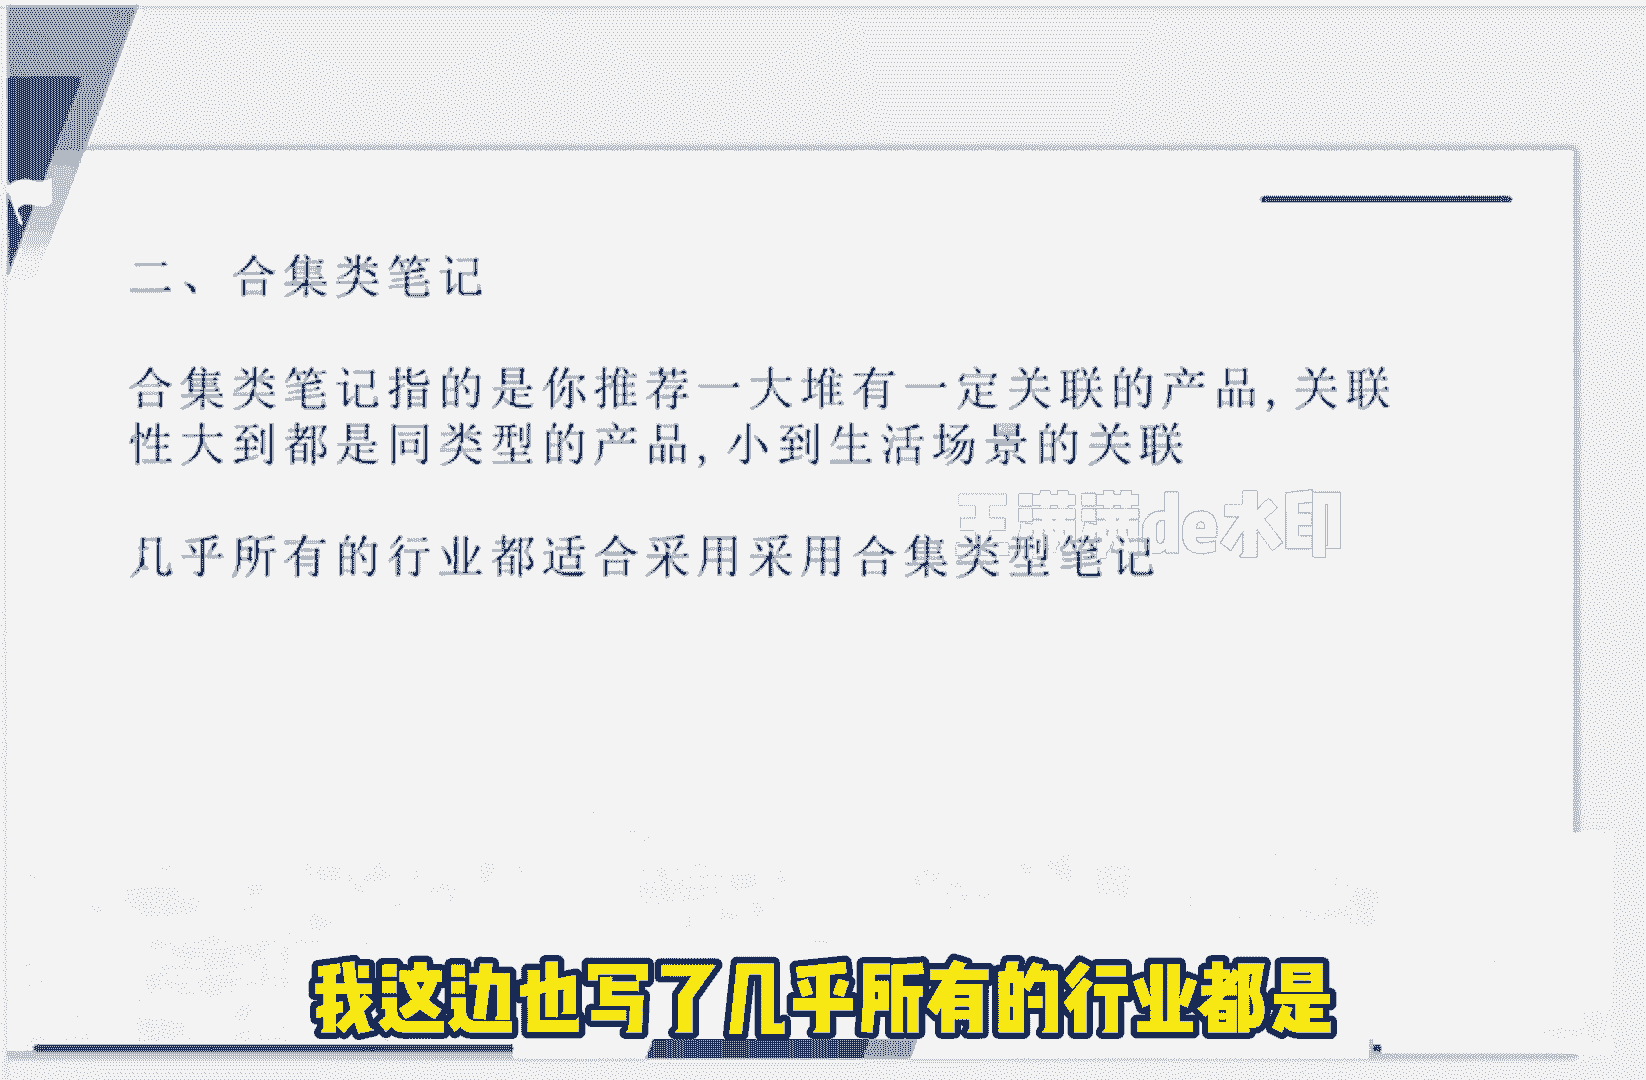 二、合集类笔记
合集类笔记指的是你推荐一大堆有一定关联的产品,关联
性大到都是同类型的产品,小到生活场景的关联
王满满de水印
几乎所有的行业都适合采用采用合集类型笔记
我这边也写了几乎所有的行业都是